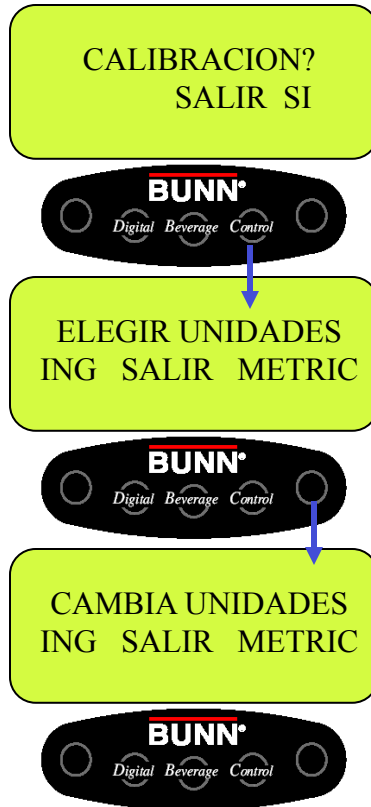 CALIBRACION?
SALIR SI
BUNN®
Digital Beverage Control
ELEGIR UNIDADES
ING SALIR METRIC
BUNN®
Digital Beverage Control
CAMBIA UNIDADES
ING SALIR METRIC
BUNN®
Digital Beverage Control